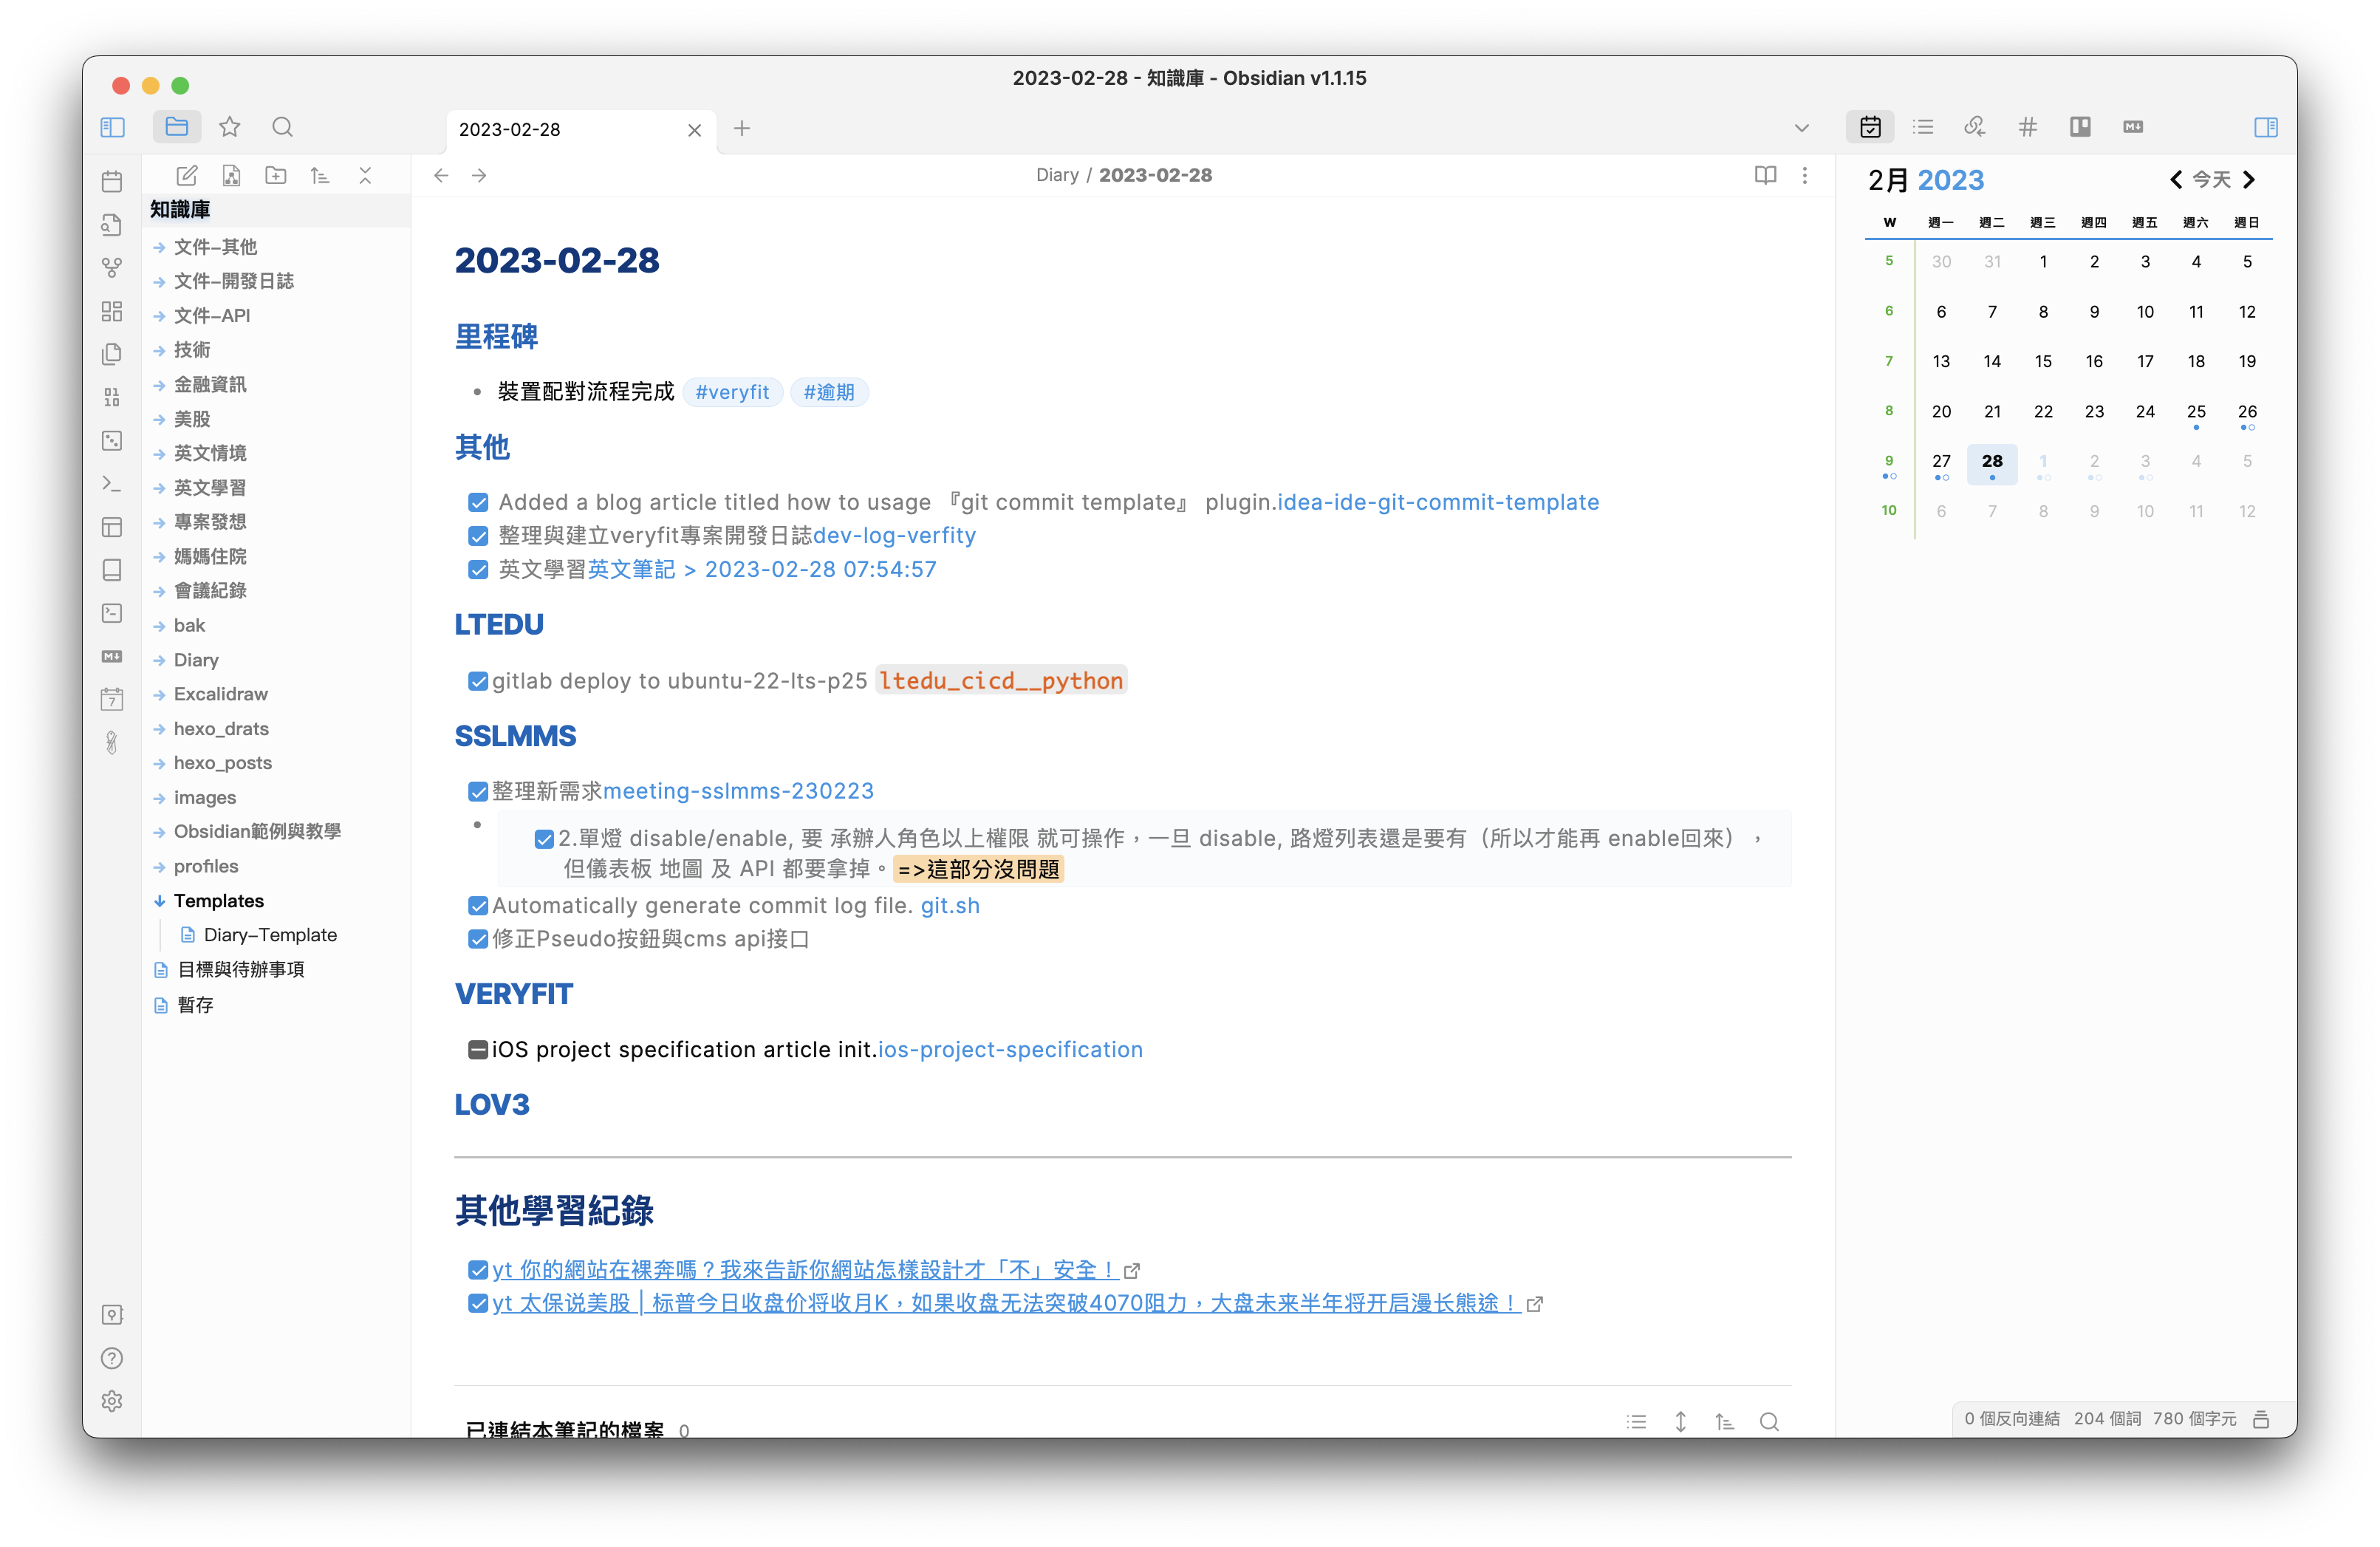 2023-02-28 - 知識庫 - Obsidian v1.1.15
2023-02-28
知識庫
文件-其他
文件-開發日誌
文件-API
技術
金融資訊
美股
英文情境
英文學習
專案發想
媽媽住院
會議紀錄
bak
Diary
Excalidraw
hexo_drats
hexo_posts
images
Obsidian範例與教學
profiles
Templates
Diary-Template
目標與待辦事項
暫存
Diary / 2023-02-28
2023-02-28
里程碑
裝置配對流程完成 #veryfit #逾期
其他
Added a blog article titled how to usage 『git commit template』 plugin.idea-ide-git-commit-template
整理與建立veryfit專案開發日誌dev-log-verfity
英文學習英文筆記 > 2023-02-28 07:54:57
LTEDU
gitlab deploy to ubuntu-22-lts-p25 ltedu_cicd__python
SSLMMS
整理新需求meeting-sslmms-230223
2.單燈 disable/enable, 要 承辦人角色以上權限 就可操作，一旦 disable, 路燈列表還是要有（所以才能再 enable回來），
但儀表板 地圖 及 API 都要拿掉。=>這部分沒問題
Automatically generate commit log file. git.sh
修正Pseudo按鈕與cms api接口
VERYFIT
iOS project specification article init.ios-project-specification
LOV3
其他學習紀錄
yt 你的網站在裸奔嗎？我來告訴你網站怎樣設計才「不」安全！
yt 太保说美股 | 标普今日收盘价将收月K，如果收盘无法突破4070阻力，大盘未来半年将开启漫长熊途！
已連結本筆記的檔案 0
2月 2023 今天
W 週一 週二 週三 週四 週五 週六 週日
5 30 31 1 2 3 4 5
6 6 7 8 9 10 11 12
7 13 14 15 16 17 18 19
8 20 21 22 23 24 25 26
9 27 28 1 2 3 4 5
10 6 7 8 9 10 11 12
0 個反向連結 204 個詞 780 個字元